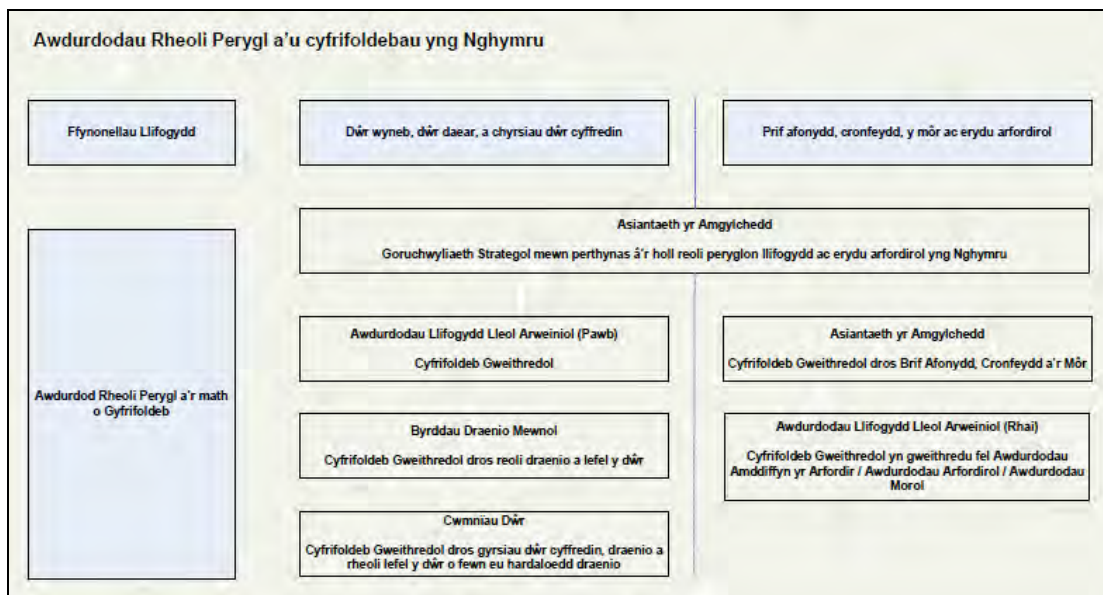 Awdurdodau Rheoli Perygl a'u cyfrifoldebau yng Nghymru
Ffynonellau Llifogydd
Dŵr wyneb, dŵr daear, a chyrsiau dŵr cyffredin
Prif afonydd, cronfeydd, y môr ac erydu arfordirol
Asiantaeth yr Amgylchedd
Goruchwyliaeth Strategol mewn perthynas â'r holl reoli peryglon llifogydd ac erydu arfordirol yng Nghymru
Awdurdod Rheoli Perygl a'r math
o Gyfrifoldeb
Awdurdodau Llifogydd Lleol Arweiniol (Pawb)
Cyfrifoldeb Gweithredol
Asiantaeth yr Amgylchedd
Cyfrifoldeb Gweithredol dros Brif Afonydd, Cronfeydd a'r Môr
Byrddau Draenio Mewnol
Cyfrifoldeb Gweithredol dros reoli draenio a lefel y dŵr
Awdurdodau Llifogydd Lleol Arweiniol (Rhai)
Cyfrifoldeb Gweithredol yn gweithredu fel Awdurdodau
Amddiffyn yr Arfordir / Awdurdodau Arfordirol / Awdurdodau
Morol
Cwmniau Dŵr
Cyfrifoldeb Gweithredol dros gyrsiau dŵr cyffredin, draenio a
rheoli lefel y dŵr o fewn eu hardaloedd draenio